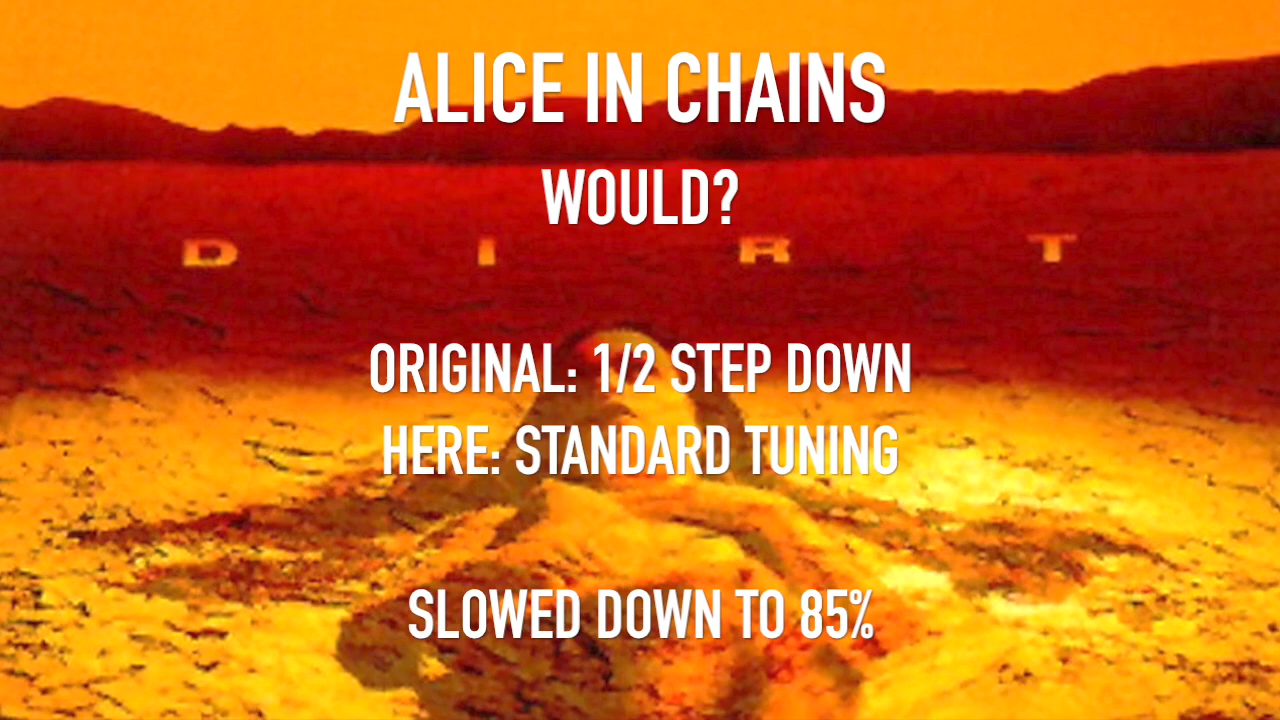 ALICE IN CHAINS
WOULD?
D I R T
ORIGINAL: 1/2 STEP DOWN
HERE: STANDARD TUNING
SLOWED DOWN TO 85%